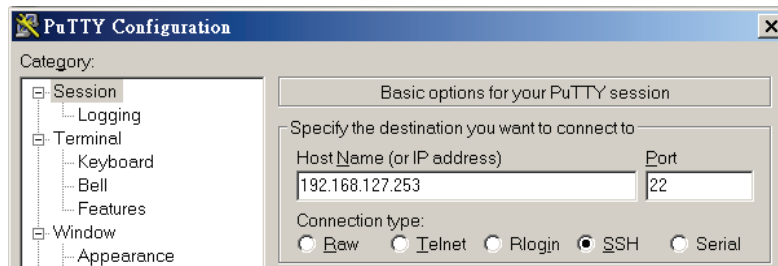 PuTTY Configuration
Category:
Session
Logging
Terminal
Keyboard
Bell
Features
Window
Appearance
Basic options for your PuTTY session
Specify the destination you want to connect to
Host Name (or IP address)
Port
192.168.127.253
22
Connection type:
Raw Telnet Rlogin SSH Serial